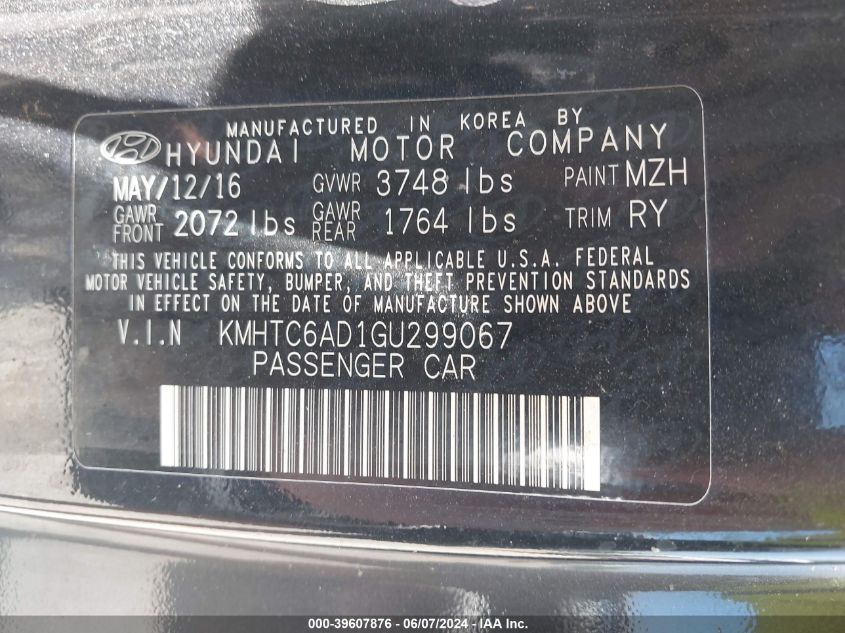 MANUFACTURED IN KOREA BY
HYUNDAI MOTOR COMPANY
MAY/12/16 GVWR 3748 lbs PAINT MZH
GAWR FRONT 2072 lbs GAWR REAR 1764 lbs TRIM RY
THIS VEHICLE CONFORMS TO ALL APPLICABLE U.S.A. FEDERAL
MOTOR VEHICLE SAFETY, BUMPER, AND THEFT PREVENTION STANDARDS
IN EFFECT ON THE DATE OF MANUFACTURE SHOWN ABOVE
V.I.N KMHTC6AD1GU299067
PASSENGER CAR
000-39607876 | 06/07/2024 | IAA Inc.